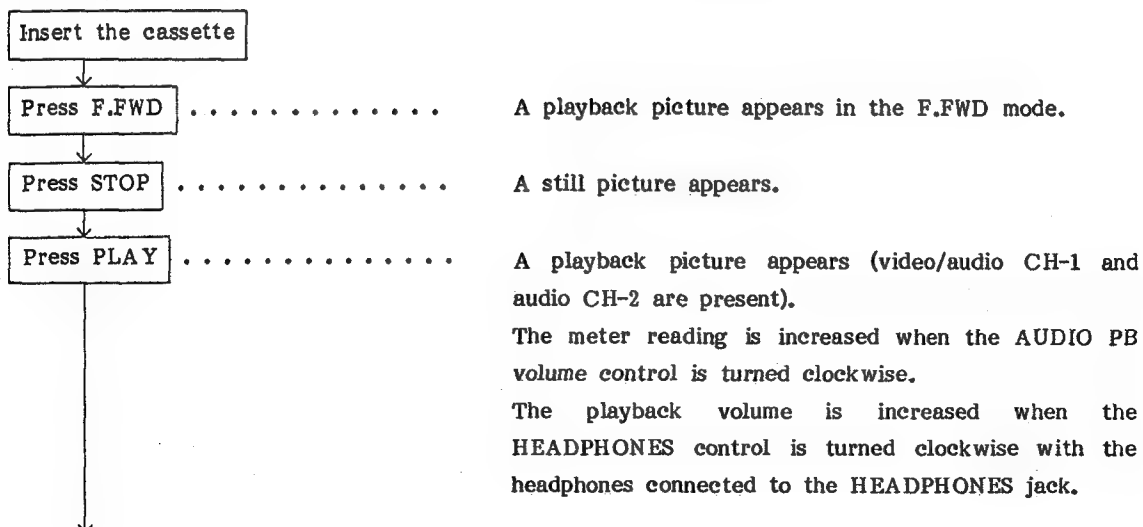 Insert the cassette
Press F.FWD . . . . . . . . . . . . . . A playback picture appears in the F.FWD mode.
Press STOP . . . . . . . . . . . . . . A still picture appears.
Press PLAY . . . . . . . . . . . . . . A playback picture appears (video/audio CH-1 and
audio CH-2 are present).
The meter reading is increased when the AUDIO PB
volume control is turned clockwise.
The playback volume is increased when the
HEADPHONES control is turned clockwise with the
headphones connected to the HEADPHONES jack.